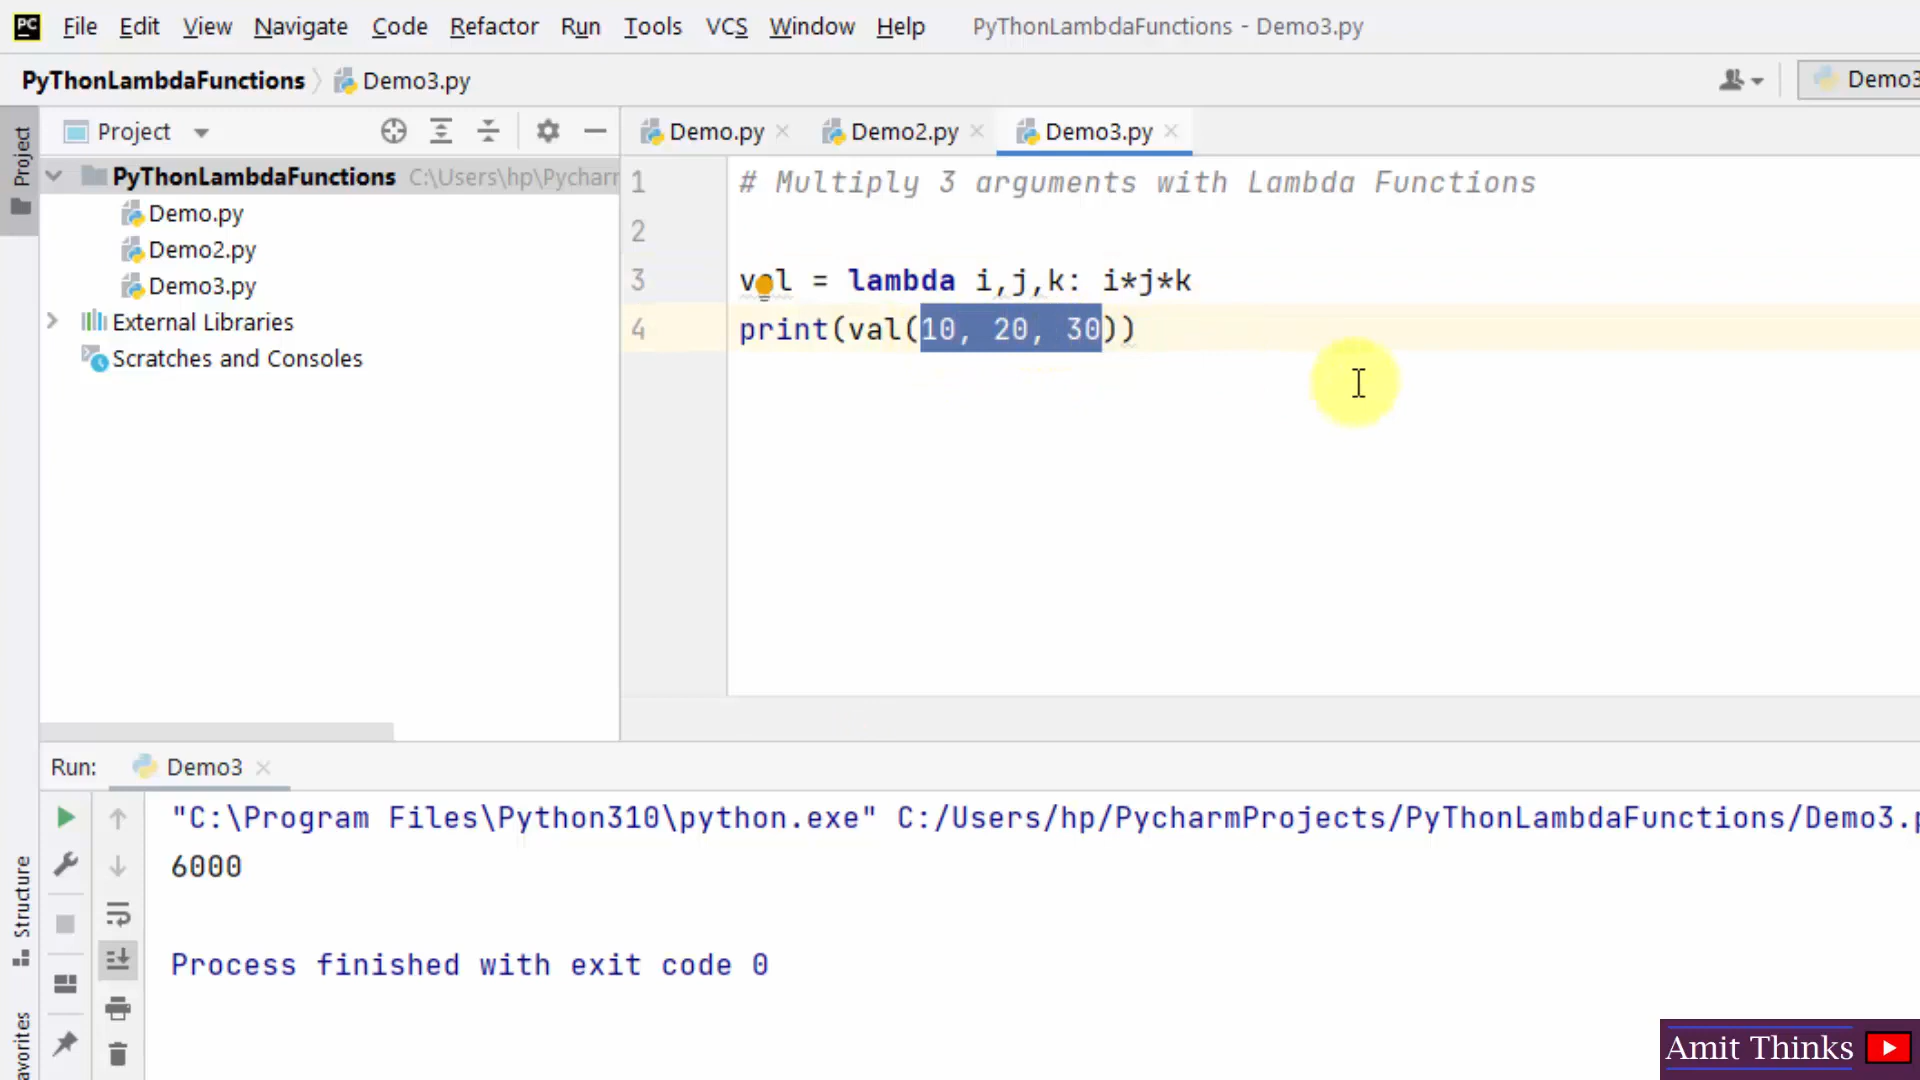 PC File Edit View Navigate Code Refactor Run Tools VCS Window Help PyThonLambdaFunctions - Demo3.py
PyThonLambdaFunctions Demo3.py Demo3
Project
Project
Demo.py Demo2.py Demo3.py
PyThonLambdaFunctions C:\Users\hp\Pycharm
Demo.py
Demo2.py
Demo3.py
External Libraries
Scratches and Consoles
1 # Multiply 3 arguments with Lambda Functions
2
3 val = lambda i,j,k: i*j*k
4 print(val(10, 20, 30))
Run: Demo3
"C:\Program Files\Python310\python.exe" C:/Users/hp/PycharmProjects/PyThonLambdaFunctions/Demo3.p
6000
Process finished with exit code 0
Structure
avorites
Amit Thinks